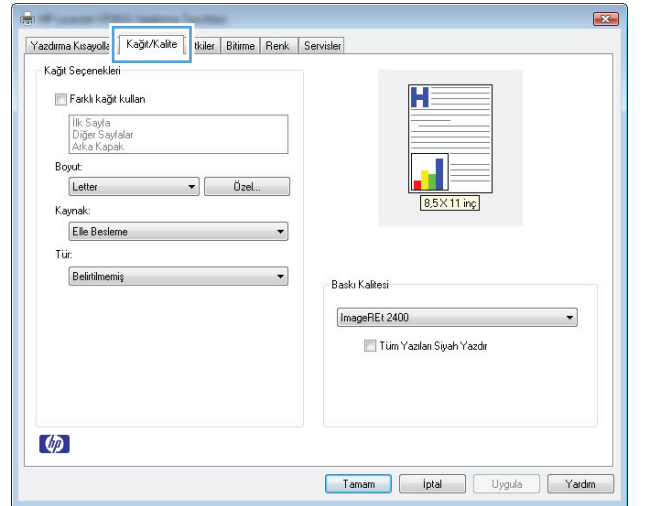 Yazdırma Kısayolla
Kağıt/Kalite
tkiler
Bitirme
Renk
Servisler
Kağıt Seçenekleri
Farklı kağıt kullan
İlk Sayfa
Diğer Sayfalar
Arka Kapak
Boyut:
Letter
Özel...
Kaynak:
Elle Besleme
Tür:
Belirtilmemiş
H
8,5 X 11 inç
Baskı Kalitesi
ImageREt 2400
Tüm Yazıları Siyah Yazdır
hp
Tamam
İptal
Uygula
Yardım